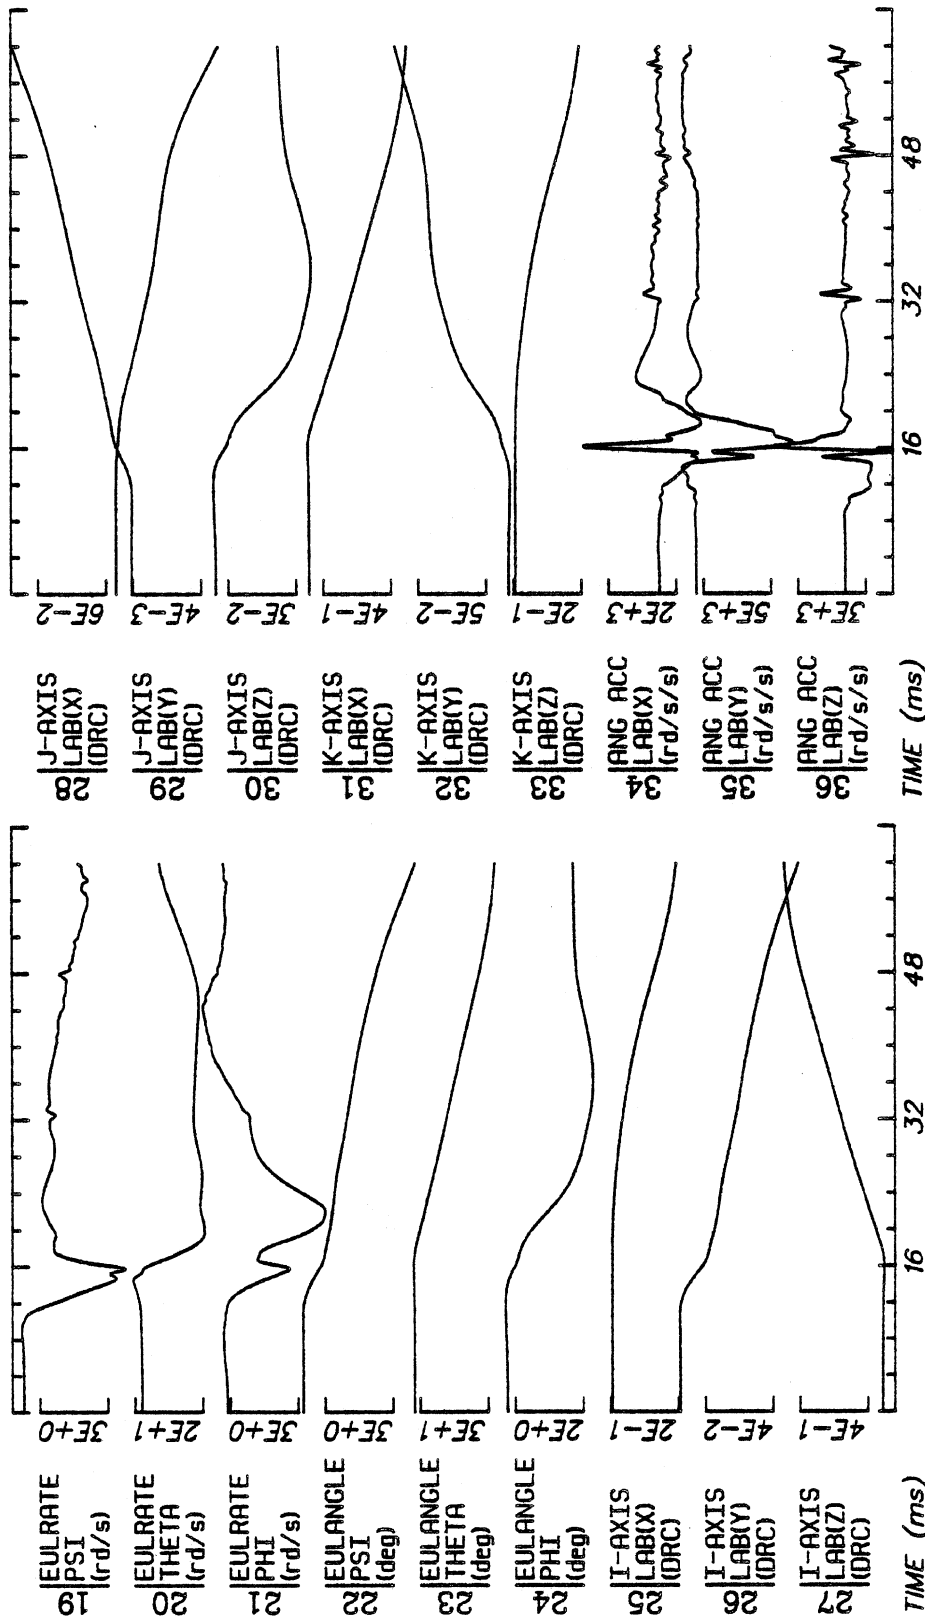 19
EULRATE
PSI
(rd/s)
3E+0
20
EULRATE
THETA
(rd/s)
2E+1
21
EULRATE
PHI
(rd/s)
3E+0
22
EULANGLE
PSI
(deg)
3E+0
23
EULANGLE
THETA
(deg)
3E+1
24
EULANGLE
PHI
(deg)
2E+0
25
I-AXIS
LAB(X)
(DRC)
2E-1
26
I-AXIS
LAB(Y)
(DRC)
4E-2
27
I-AXIS
LAB(Z)
(DRC)
4E-1
TIME (ms)
16
32
48
28
J-AXIS
LAB(X)
(DRC)
6E-2
29
J-AXIS
LAB(Y)
(DRC)
4E-3
30
J-AXIS
LAB(Z)
(DRC)
3E-2
31
K-AXIS
LAB(X)
(DRC)
4E-1
32
K-AXIS
LAB(Y)
(DRC)
5E-2
33
K-AXIS
LAB(Z)
(DRC)
2E-1
34
ANG ACC
LAB(X)
(rd/s/s)
2E+3
35
ANG ACC
LAB(Y)
(rd/s/s)
5E+3
36
ANG ACC
LAB(Z)
(rd/s/s)
3E+3
TIME (ms)
16
32
48